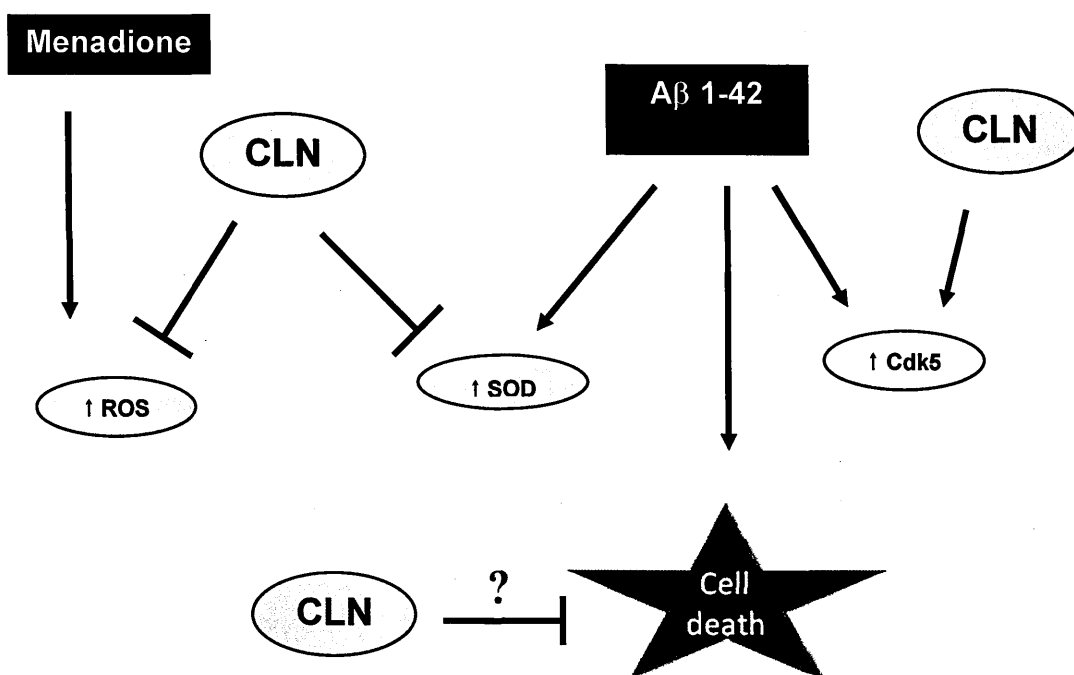 Menadione
Aβ 1-42
CLN
CLN
↑ Cdk5
↑ SOD
↑ ROS
?
CLN
Cell
death